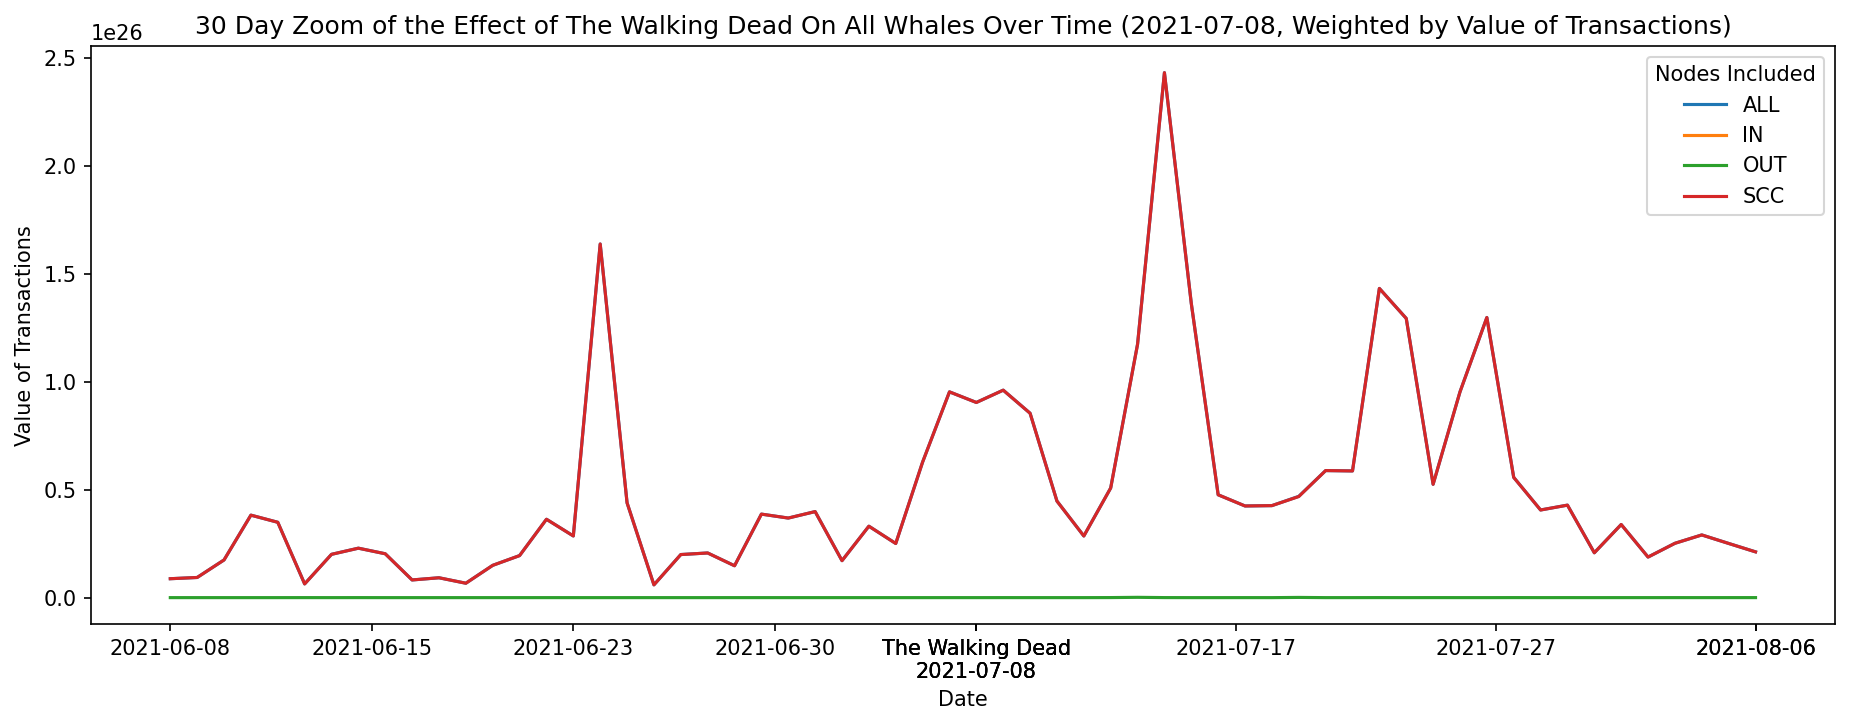 30 Day Zoom of the Effect of The Walking Dead On All Whales Over Time (2021-07-08, Weighted by Value of Transactions)
1e26
2.5
2.0
1.5
1.0
0.5
0.0
Value of Transactions
Nodes Included
ALL
IN
OUT
SCC
2021-06-08 2021-06-15 2021-06-23 2021-06-30 The Walking Dead 2021-07-17 2021-07-27 2021-08-06
2021-07-08
Date